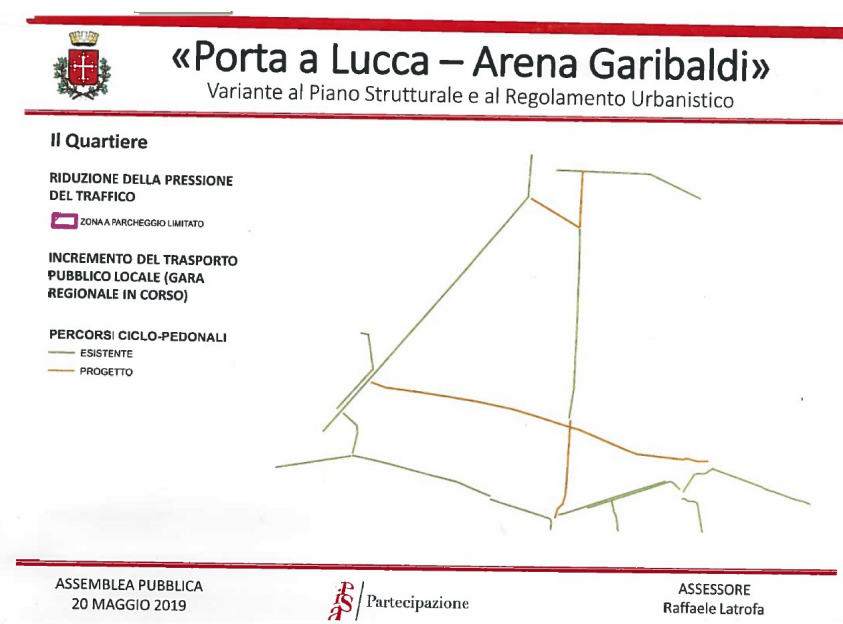 «Porta a Lucca – Arena Garibaldi»
Variante al Piano Strutturale e al Regolamento Urbanistico
Il Quartiere
RIDUZIONE DELLA PRESSIONE
DEL TRAFFICO
ZONA A PARCHEGGIO LIMITATO
INCREMENTO DEL TRASPORTO
PUBBLICO LOCALE (GARA
REGIONALE IN CORSO)
PERCORSI CICLO-PEDONALI
ESISTENTE
PROGETTO
ASSEMBLEA PUBBLICA
20 MAGGIO 2019
PISA
Partecipazione
ASSESSORE
Raffaele Latrofa